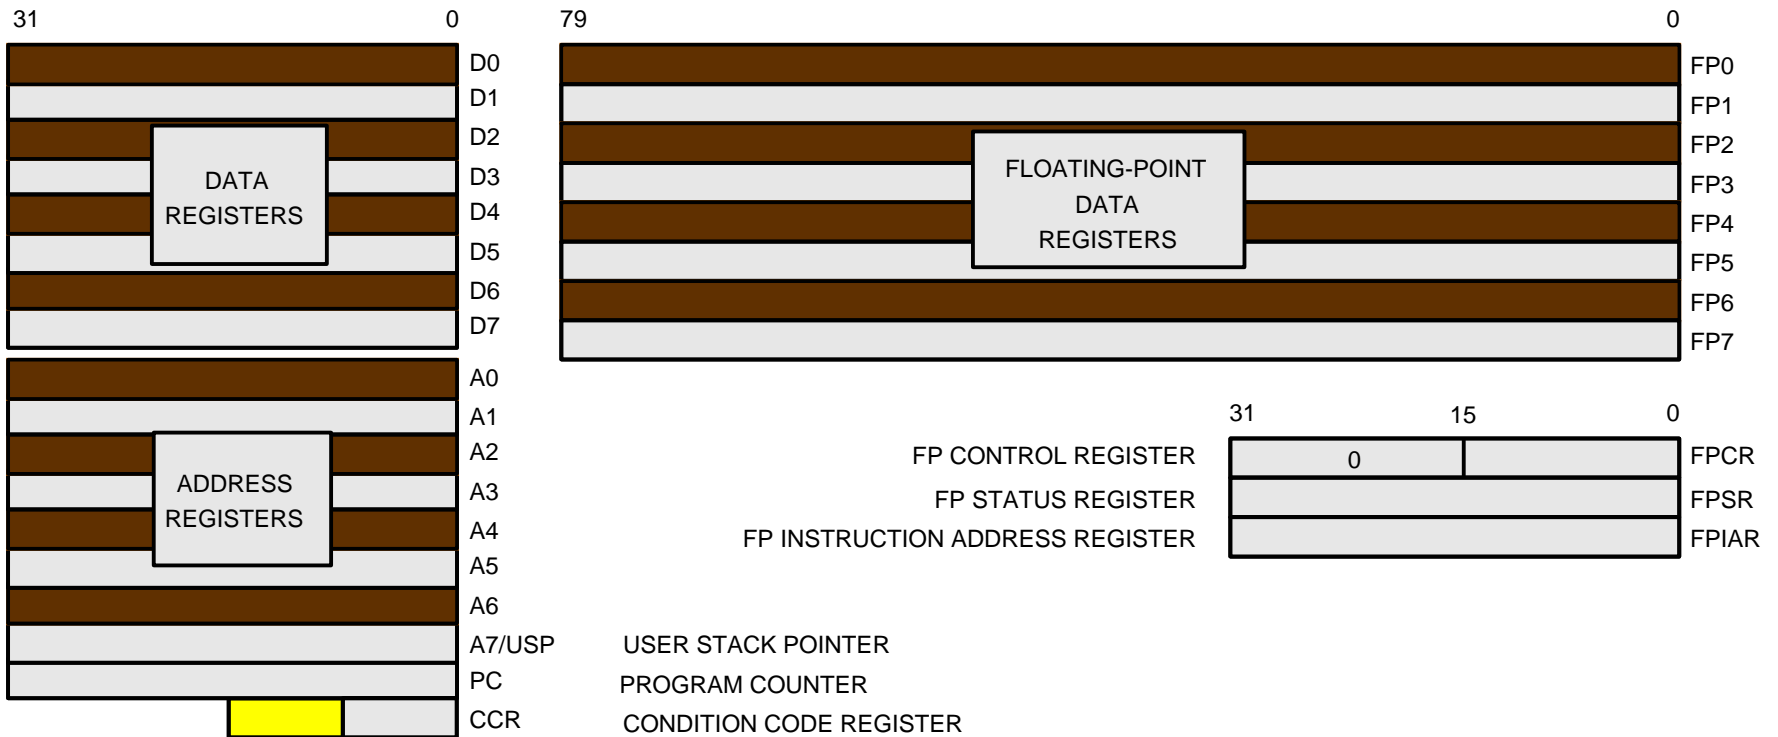 31 0
79 0
D0
D1
D2
D3
D4
D5
D6
D7
DATA
REGISTERS
FP0
FP1
FP2
FP3
FP4
FP5
FP6
FP7
FLOATING-POINT
DATA
REGISTERS
A0
A1
A2
A3
A4
A5
A6
ADDRESS
REGISTERS
A7/USP USER STACK POINTER
PC PROGRAM COUNTER
CCR CONDITION CODE REGISTER
31 15 0
FP CONTROL REGISTER 0 FPCR
FP STATUS REGISTER FPSR
FP INSTRUCTION ADDRESS REGISTER FPIAR